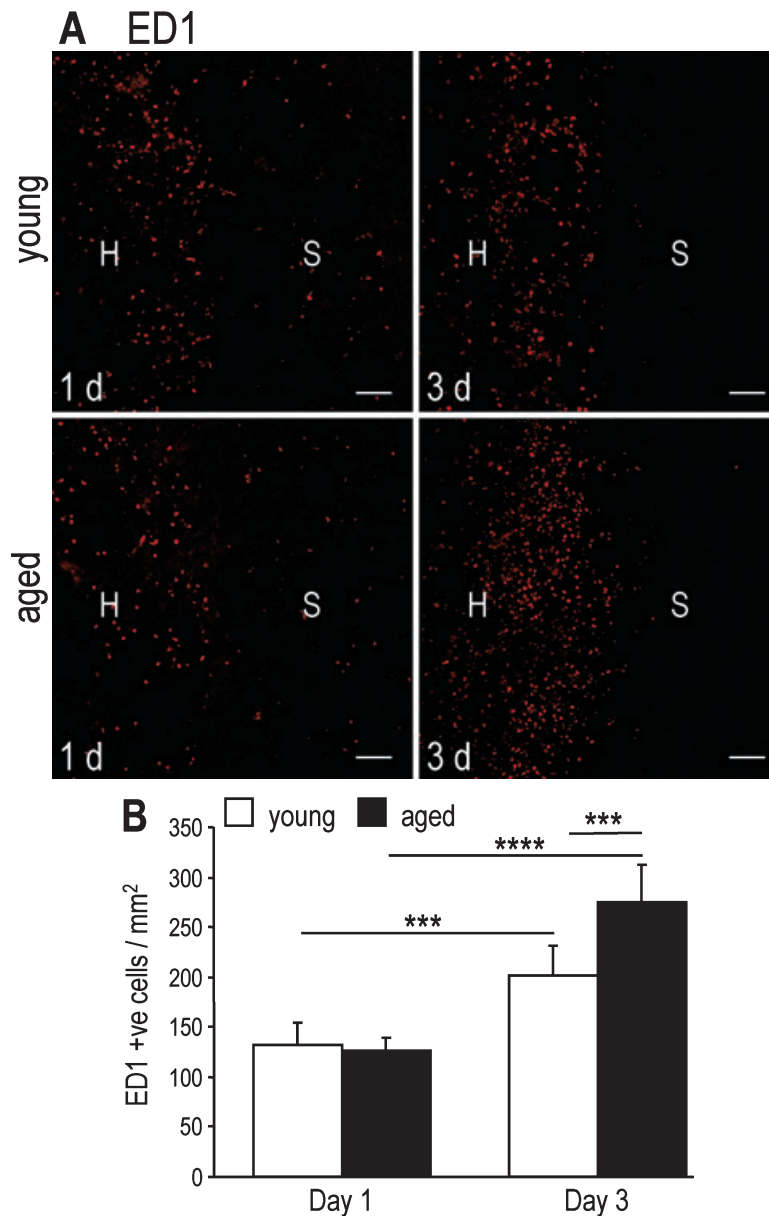 A ED1
young
H S H S
1 d 3 d
aged
H S H S
1 d 3 d
B young aged
ED1 +ve cells / mm²
350
300
250
200
150
100
50
0
***
****
***
Day 1 Day 3